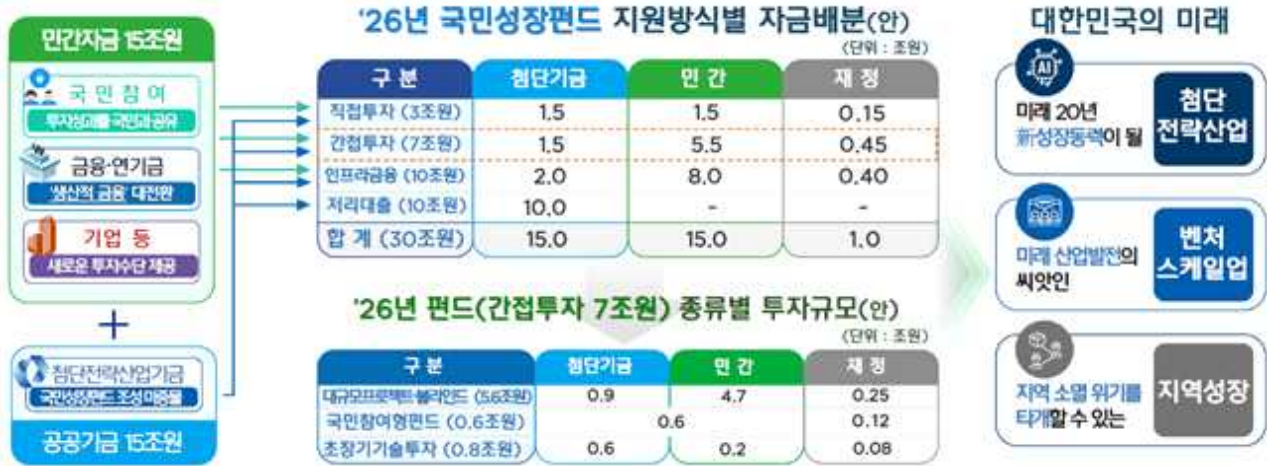 민간자금 15조원
국민참여
투자성과를 국민과 공유
금융·연기금
'생산적 금융' 대전환
기업 등
새로운 투자수단 제공
+
첨단전략산업기금
국민성장펀드 조성 마중물
공공기금 15조원
'26년 국민성장펀드 지원방식별 자금배분(안)
(단위 : 조원)
구 분 첨단기금 민 간 재 정
직접투자 (3조원) 1.5 1.5 0.15
간접투자 (7조원) 1.5 5.5 0.45
인프라금융 (10조원) 2.0 8.0 0.40
저리대출 (10조원) 10.0 - -
합 계 (30조원) 15.0 15.0 1.0
'26년 펀드(간접투자 7조원) 종류별 투자규모(안)
(단위 : 조원)
구 분 첨단기금 민 간 재 정
대규모프로젝트·블라인드 (5.6조원) 0.9 4.7 0.25
국민참여형펀드 (0.6조원) 0.6 0.12
초장기기술투자 (0.8조원) 0.6 0.2 0.08
대한민국의 미래
AI
미래 20년
新성장동력이 될
첨단
전략산업
미래 산업발전의
씨앗인
벤처
스케일업
지역 소멸 위기를
타개할 수 있는
지역성장